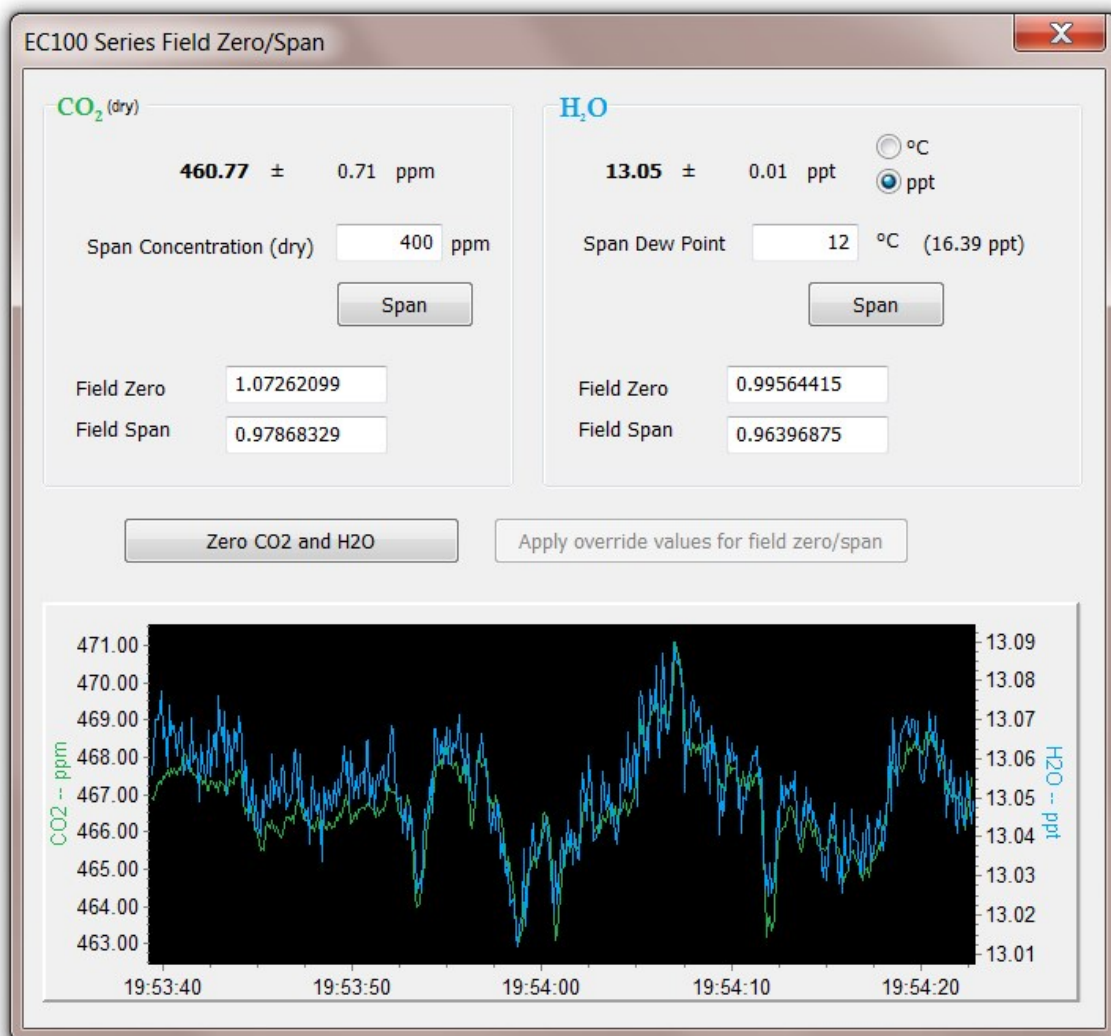 EC100 Series Field Zero/Span
X
CO₂ (dry)
460.77 ± 0.71 ppm
Span Concentration (dry) 400 ppm
Span
Field Zero 1.07262099
Field Span 0.97868329
H₂O
13.05 ± 0.01 ppt
ºC
ppt
Span Dew Point 12 ºC (16.39 ppt)
Span
Field Zero 0.99564415
Field Span 0.96396875
Zero CO2 and H2O
Apply override values for field zero/span
CO2 -- ppm
471.00
470.00
469.00
468.00
467.00
466.00
465.00
464.00
463.00
13.09
13.08
13.07
13.06
13.05
13.04
13.03
13.02
13.01
H2O -- ppt
19:53:40 19:53:50 19:54:00 19:54:10 19:54:20